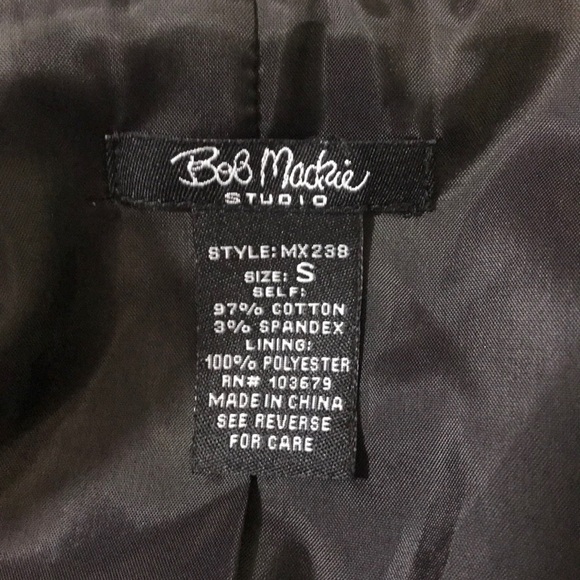 Bob Mackie
STUDIO
STYLE: MX238
SIZE: S
SELF:
97% COTTON
3% SPANDEX
LINING:
100% POLYESTER
RN# 103679
MADE IN CHINA
SEE REVERSE
FOR CARE